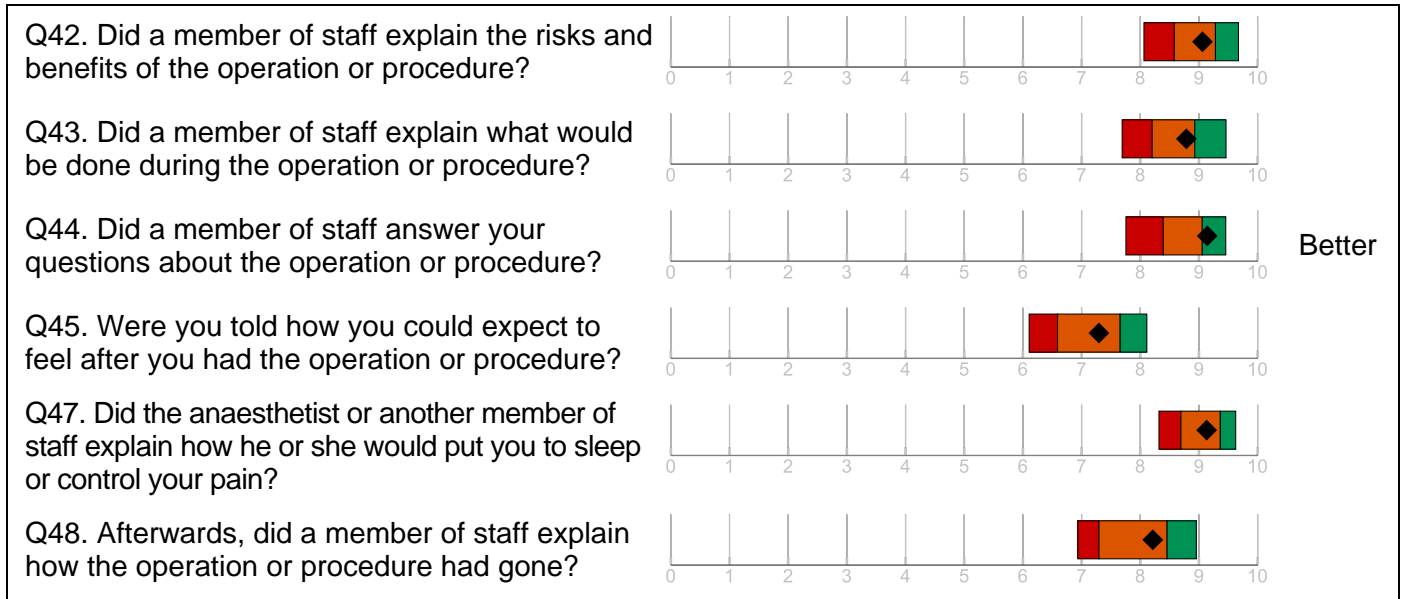 Q42. Did a member of staff explain the risks and
benefits of the operation or procedure?
0 1 2 3 4 5 6 7 8 9 10
Q43. Did a member of staff explain what would
be done during the operation or procedure?
0 1 2 3 4 5 6 7 8 9 10
Q44. Did a member of staff answer your
questions about the operation or procedure?
0 1 2 3 4 5 6 7 8 9 10
Better
Q45. Were you told how you could expect to
feel after you had the operation or procedure?
0 1 2 3 4 5 6 7 8 9 10
Q47. Did the anaesthetist or another member of
staff explain how he or she would put you to sleep
or control your pain?
0 1 2 3 4 5 6 7 8 9 10
Q48. Afterwards, did a member of staff explain
how the operation or procedure had gone?
0 1 2 3 4 5 6 7 8 9 10